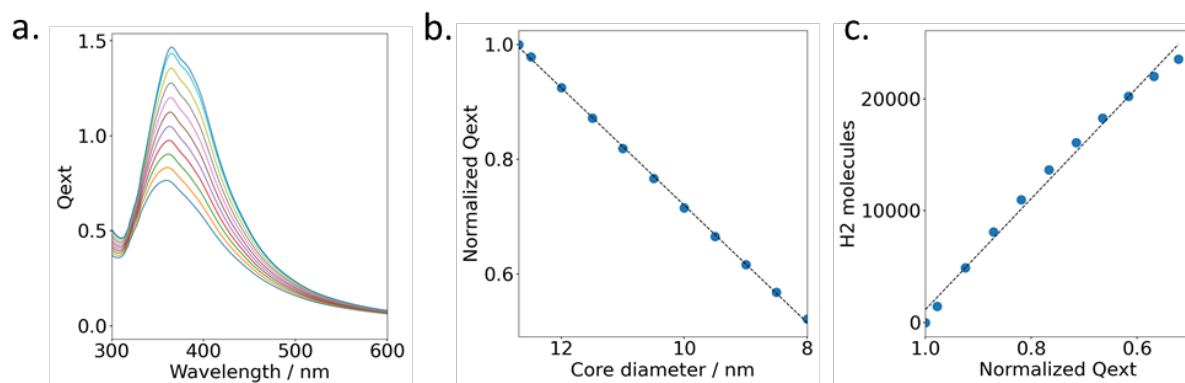 a.
1.5
1.0
0.5
0.0
Qext
300
400
500
600
Wavelength / nm
b.
1.0
0.8
0.6
Normalized Qext
12
10
8
Core diameter / nm
c.
20000
10000
0
H2 molecules
1.0
0.8
0.6
Normalized Qext